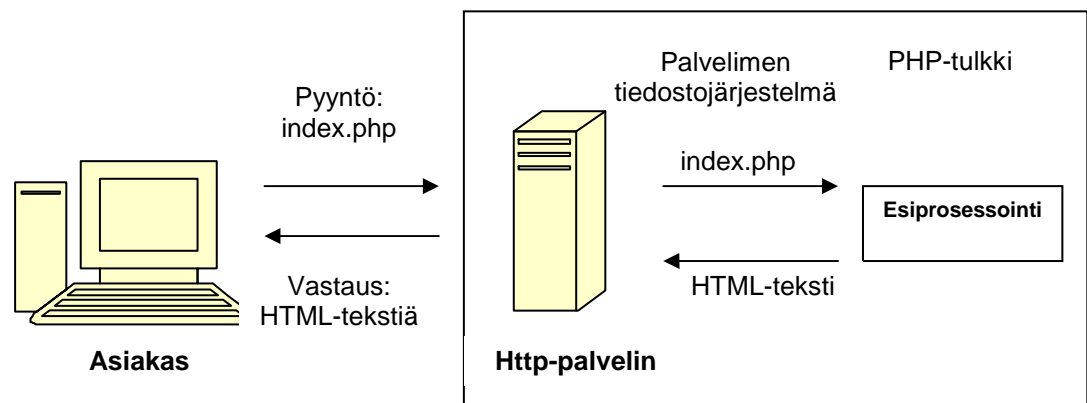 Pyyntö:
index.php
Vastaus:
HTML-tekstiä
Asiakas
Palvelimen
tiedostojärjestelmä
PHP-tulkki
index.php
Esiprosessointi
HTML-teksti
Http-palvelin